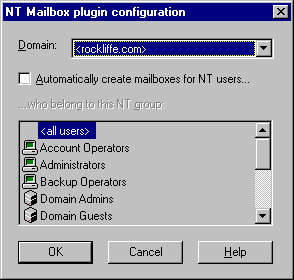 NT Mailbox plugin configuration
Domain:
<rockliffe.com>
Automatically create mailboxes for NT users...
...who belong to this NT group:
<all users>
Account Operators
Administrators
Backup Operators
Domain Admins
Domain Guests
OK
Cancel
Help